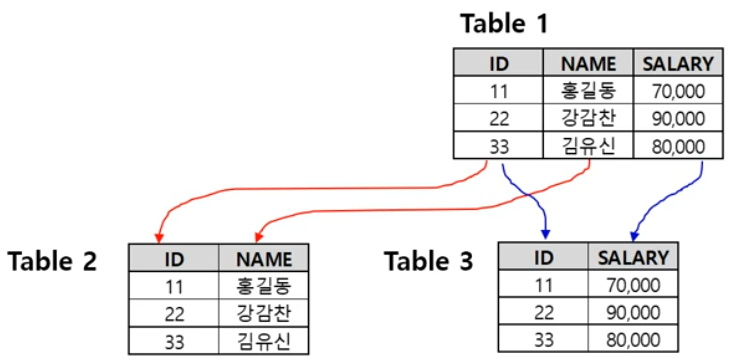 Table 1
ID NAME SALARY
11 홍길동 70,000
22 강감찬 90,000
33 김유신 80,000
Table 2
ID NAME
11 홍길동
22 강감찬
33 김유신
Table 3
ID SALARY
11 70,000
22 90,000
33 80,000